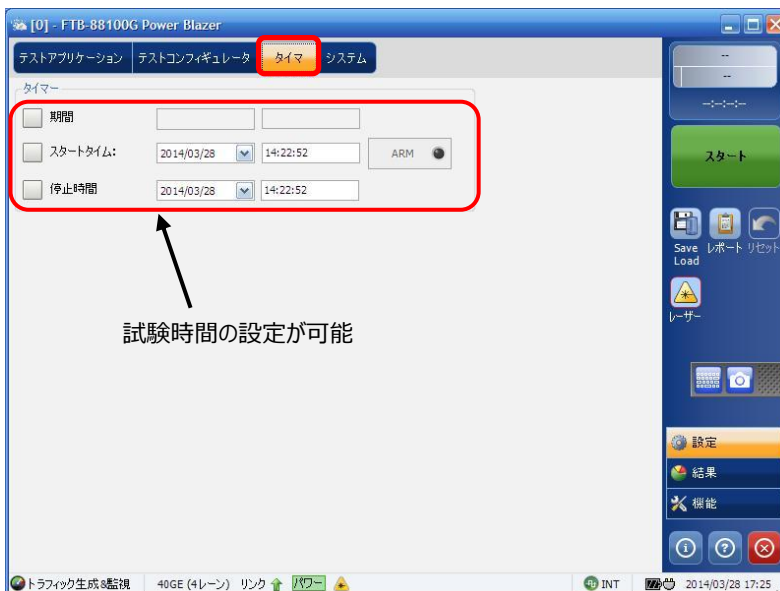 [0] - FTB-88100G Power Blazer
テストアプリケーション テストコンフィギュレータ タイマ システム
タイマー
期間
スタートタイム: 2014/03/28 14:22:52 ARM
停止時間 2014/03/28 14:22:52
試験時間の設定が可能
--
--
--:--:--
スタート
Save Load レポート リセット
レーザー
設定
結果
機能
トラフィック生成&監視 40GE (4レーン) リンク パワー INT 2014/03/28 17:25